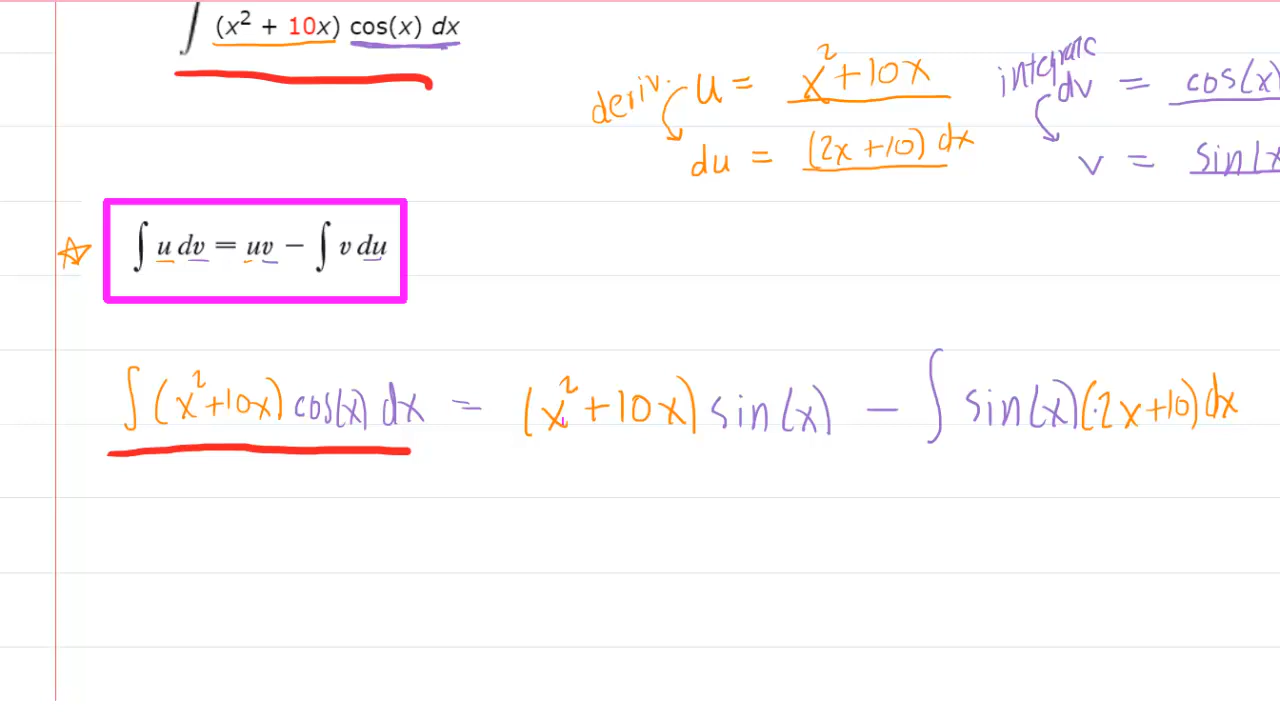 ∫ (x² + 10x) cos(x) dx
deriv. u = x² + 10x
integrate dv = cos(x)
du = (2x + 10) dx
v = sin(x
∫ u dv = uv − ∫ v du
∫ (x² + 10x) cos(x) dx = (x² + 10x) sin(x) − ∫ sin(x) (2x + 10) dx